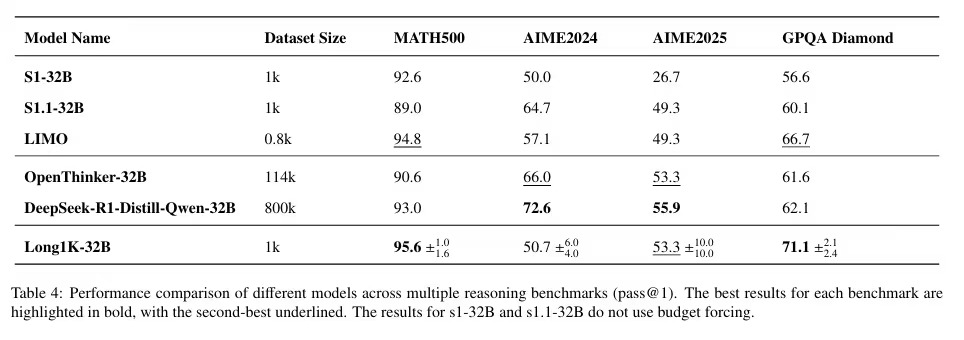 Model Name Dataset Size MATH500 AIME2024 AIME2025 GPQA Diamond
S1-32B 1k 92.6 50.0 26.7 56.6
S1.1-32B 1k 89.0 64.7 49.3 60.1
LIMO 0.8k 94.8 57.1 49.3 66.7
OpenThinker-32B 114k 90.6 66.0 53.3 61.6
DeepSeek-R1-Distill-Qwen-32B 800k 93.0 72.6 55.9 62.1
Long1K-32B 1k 95.6 ±1.0 1.6 50.7 ±6.0 4.0 53.3 ±10.0 10.0 71.1 ±2.1 2.4
Table 4: Performance comparison of different models across multiple reasoning benchmarks (pass@1). The best results for each benchmark are
highlighted in bold, with the second-best underlined. The results for s1-32B and s1.1-32B do not use budget forcing.